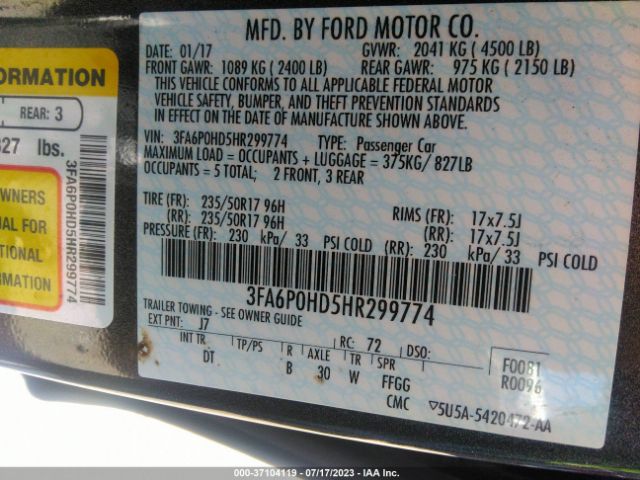 MFD. BY FORD MOTOR CO.
DATE: 01/17 GVWR: 2041 KG ( 4500 LB)
FRONT GAWR: 1089 KG ( 2400 LB) REAR GAWR: 975 KG ( 2150 LB)
THIS VEHICLE CONFORMS TO ALL APPLICABLE FEDERAL MOTOR
VEHICLE SAFETY, BUMPER, AND THEFT PREVENTION STANDARDS
IN EFFECT ON THE DATE OF MANUFACTURE SHOWN ABOVE.
VIN: 3FA6P0HD5HR299774 TYPE: Passenger Car
MAXIMUM LOAD = OCCUPANTS + LUGGAGE = 375KG/ 827LB
OCCUPANTS = 5 TOTAL; 2 FRONT, 3 REAR
TIRE (FR): 235/50R17 96H RIMS (FR): 17x7.5J
(RR): 235/50R17 96H (RR): 17x7.5J
PRESSURE (FR): 230 kPa/ 33 PSI COLD (RR): 230 kPa/ 33 PSI COLD
3FA6P0HD5HR299774
TRAILER TOWING - SEE OWNER GUIDE
EXT PNT: J7 RC: 72 DSO:
INT TR TP/PS R AXLE TR SPR
DT B 30 W FFGG
CMC
F0081
R0096
5U5A-5420472-AA
ORMATION
REAR: 3
827 lbs.
WNERS
UAL FOR
TIONAL
MATION
3FA6P0HD5HR299774
000-37104119 - 07/17/2023 - IAAI.COM